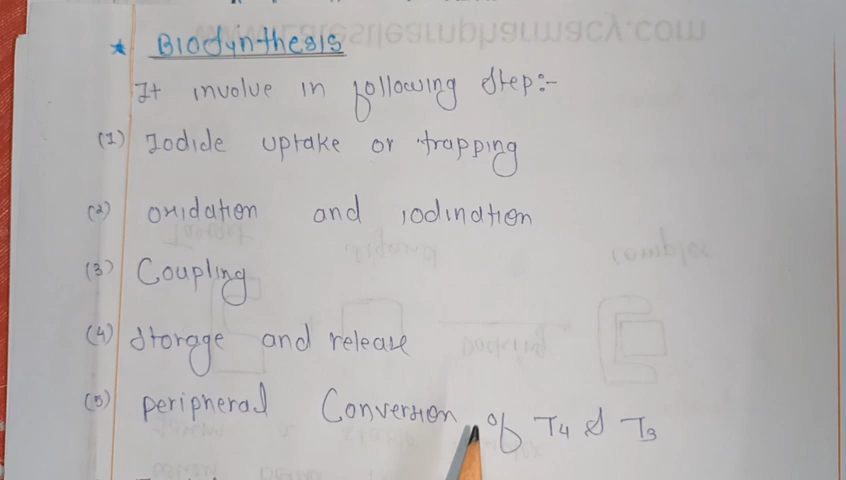 * Biosynthesis
It involve in following Step:-
(1) Iodide uptake or trapping
(2) oxidation and iodination
(3) Coupling
(4) Storage and release
(5) peripheral Conversion of T4 & T3